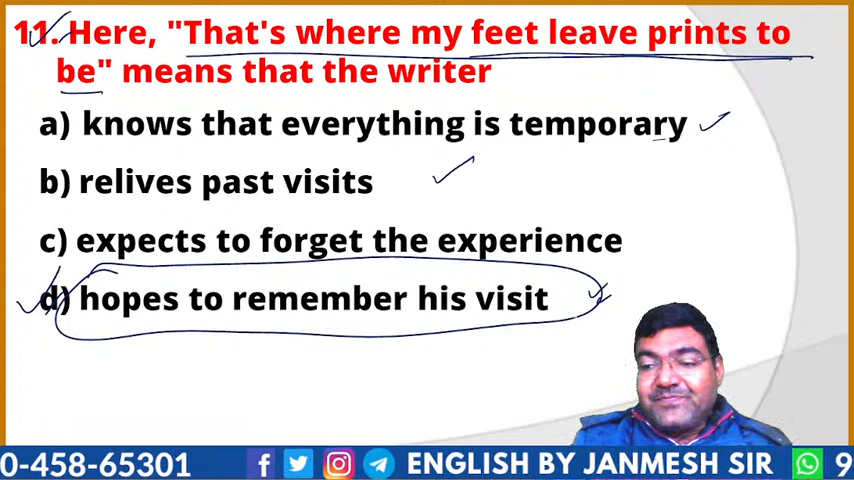 11. Here, "That's where my feet leave prints to
be" means that the writer
a) knows that everything is temporary
b) relives past visits
c) expects to forget the experience
d) hopes to remember his visit
0-458-65301 ENGLISH BY JANMESH SIR 9